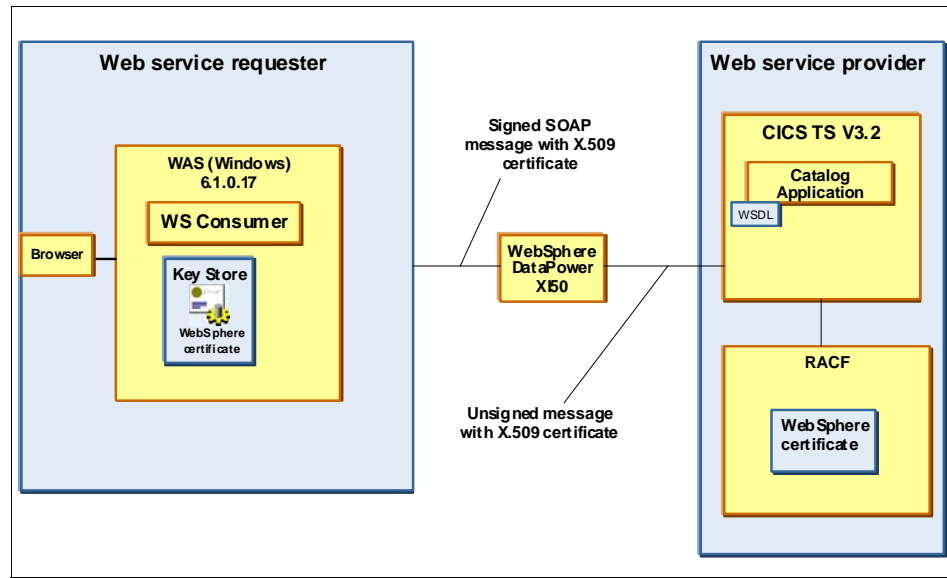 Web service requester
WAS (Windows)
6.1.0.17
WS Consumer
Browser
Key Store
WebSphere
certificate
Signed SOAP
message with X.509
certificate
WebSphere
DataPower
XI50
Unsigned message
with X.509 certificate
Web service provider
CICS TS V3.2
Catalog
Application
WSDL
RACF
WebSphere
certificate